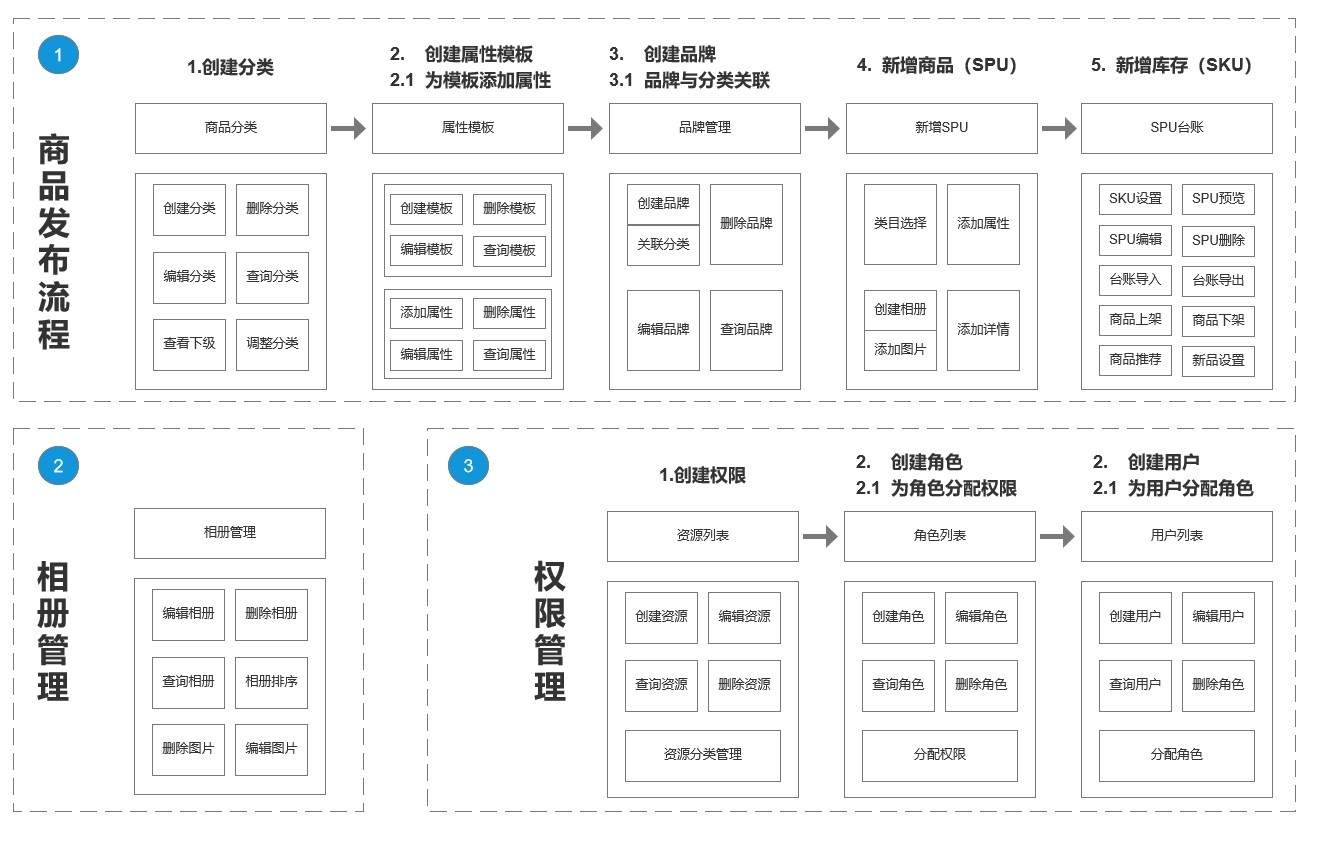 1
商品发布流程
1.创建分类
2. 创建属性模板
2.1 为模板添加属性
3. 创建品牌
3.1 品牌与分类关联
4. 新增商品（SPU）
5. 新增库存（SKU）
商品分类
属性模板
品牌管理
新增SPU
SPU台账
创建分类
删除分类
编辑分类
查询分类
查看下级
调整分类
创建模板
删除模板
编辑模板
查询模板
添加属性
删除属性
编辑属性
查询属性
创建品牌
关联分类
删除品牌
编辑品牌
查询品牌
类目选择
添加属性
创建相册
添加图片
添加详情
SKU设置
SPU预览
SPU编辑
SPU删除
台账导入
台账导出
商品上架
商品下架
商品推荐
新品设置
2
相册管理
相册管理
编辑相册
删除相册
查询相册
相册排序
删除图片
编辑图片
3
权限管理
1.创建权限
2. 创建角色
2.1 为角色分配权限
2. 创建用户
2.1 为用户分配角色
资源列表
角色列表
用户列表
创建资源
编辑资源
查询资源
删除资源
资源分类管理
创建角色
编辑角色
查询角色
删除角色
分配权限
创建用户
编辑用户
查询用户
删除角色
分配角色